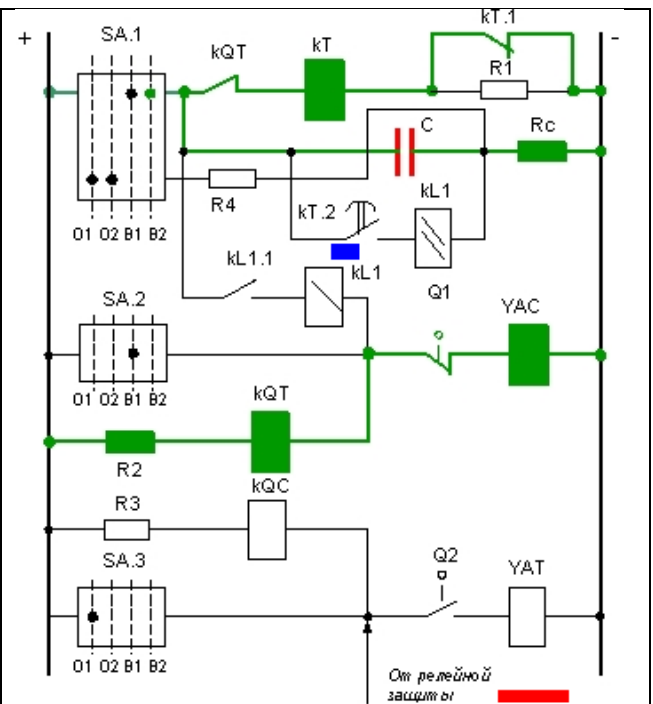 + SA.1 kQT kT kT.1 -
R1
C Rc
R4
kT.2 kL1
O1 O2 B1 B2
kL1.1 kL1 Q1
SA.2 YAC
O1 O2 B1 B2
kQT
R2
kQC
R3
SA.3 Q2 YAT
O1 O2 B1 B2
От релейной
защиты